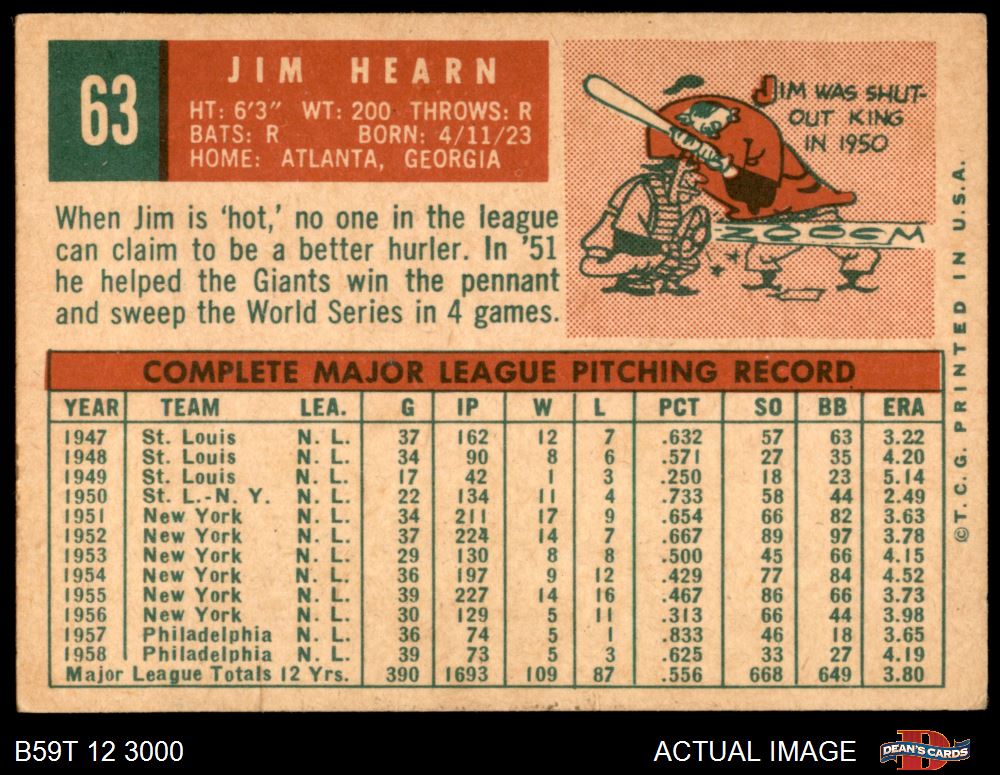 63
JIM HEARN
HT: 6'3" WT: 200 THROWS: R
BATS: R BORN: 4/11/23
HOME: ATLANTA, GEORGIA
JIM WAS SHUT-
OUT KING
IN 1950
ZOOOM
When Jim is 'hot,' no one in the league
can claim to be a better hurler. In '51
he helped the Giants win the pennant
and sweep the World Series in 4 games.
COMPLETE MAJOR LEAGUE PITCHING RECORD
YEAR TEAM LEA. G IP W L PCT SO BB ERA
1947 St. Louis N. L. 37 162 12 7 .632 57 63 3.22
1948 St. Louis N. L. 34 90 8 6 .571 27 35 4.20
1949 St. Louis N. L. 17 42 1 3 .250 18 23 5.14
1950 St. L.-N. Y. N. L. 22 134 11 4 .733 58 44 2.49
1951 New York N. L. 34 211 17 9 .654 66 82 3.63
1952 New York N. L. 37 224 14 7 .667 89 97 3.78
1953 New York N. L. 29 130 8 8 .500 45 66 4.15
1954 New York N. L. 36 197 9 12 .429 77 84 4.52
1955 New York N. L. 39 227 14 16 .467 86 66 3.73
1956 New York N. L. 30 129 5 11 .313 66 44 3.98
1957 Philadelphia N. L. 36 74 5 1 .833 46 18 3.65
1958 Philadelphia N. L. 39 73 5 3 .625 33 27 4.19
Major League Totals 12 Yrs. 390 1693 109 87 .556 668 649 3.80
©T. C. G. PRINTED IN U.S.A.
B59T 12 3000
ACTUAL IMAGE
DEAN'S CARDS